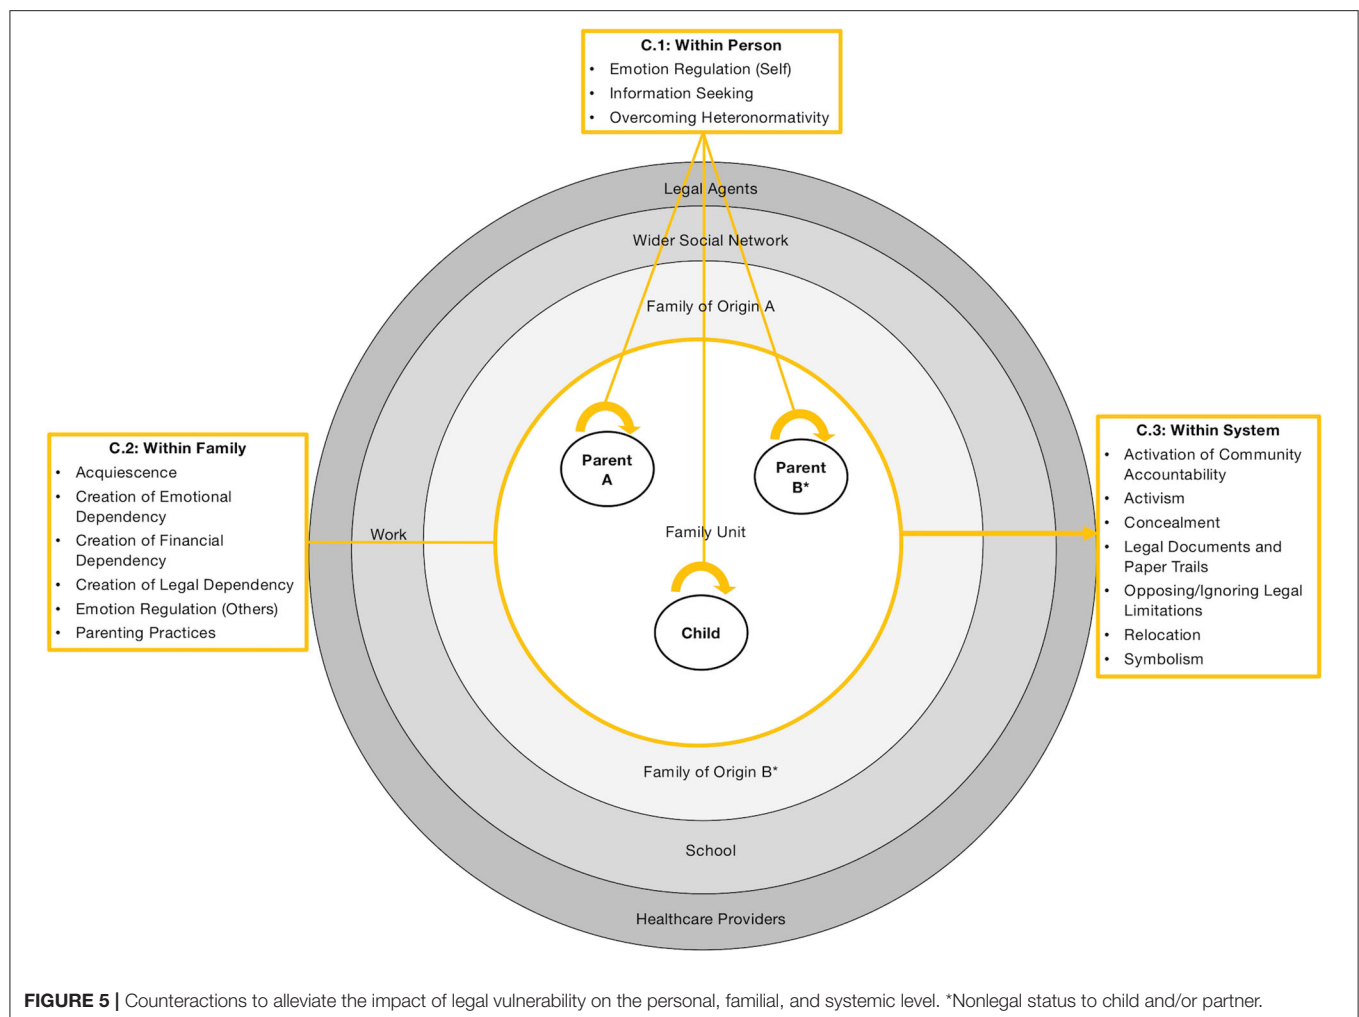 C.1: Within Person
• Emotion Regulation (Self)
• Information Seeking
• Overcoming Heteronormativity
Legal Agents
Wider Social Network
Family of Origin A
Parent
A
Parent
B*
C.2: Within Family
• Acquiescence
• Creation of Emotional
Dependency
• Creation of Financial
Dependency
• Creation of Legal Dependency
• Emotion Regulation (Others)
• Parenting Practices
Work
Family Unit
Child
C.3: Within System
• Activation of Community
Accountability
• Activism
• Concealment
• Legal Documents and
Paper Trails
• Opposing/Ignoring Legal
Limitations
• Relocation
• Symbolism
Family of Origin B*
School
Healthcare Providers
FIGURE 5 | Counteractions to alleviate the impact of legal vulnerability on the personal, familial, and systemic level. *Nonlegal status to child and/or partner.